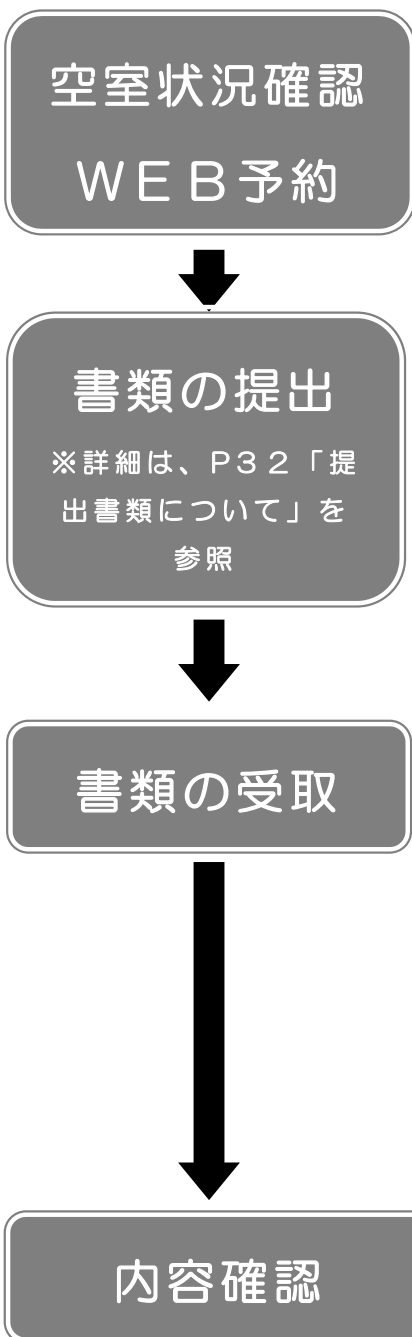 空室状況確認
ＷＥＢ予約
書類の提出
※詳細は、Ｐ３２「提
出書類について」を
参照
書類の受取
内容確認